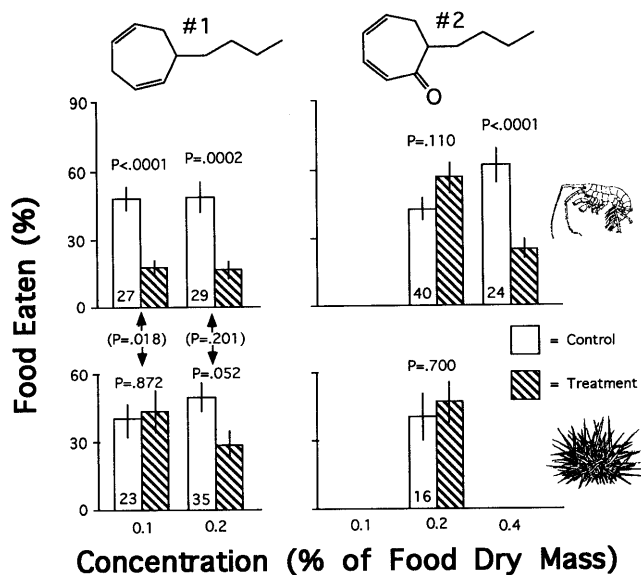 #1
#2
O
90
60
30
0
P<.0001
P=.0002
P=.110
P<.0001
27
29
40
24
(P=.018)
(P=.201)
= Control
= Treatment
60
30
0
P=.872
P=.052
P=.700
23
35
16
0.1
0.2
0.1
0.2
0.4
Food Eaten (%)
Concentration (% of Food Dry Mass)